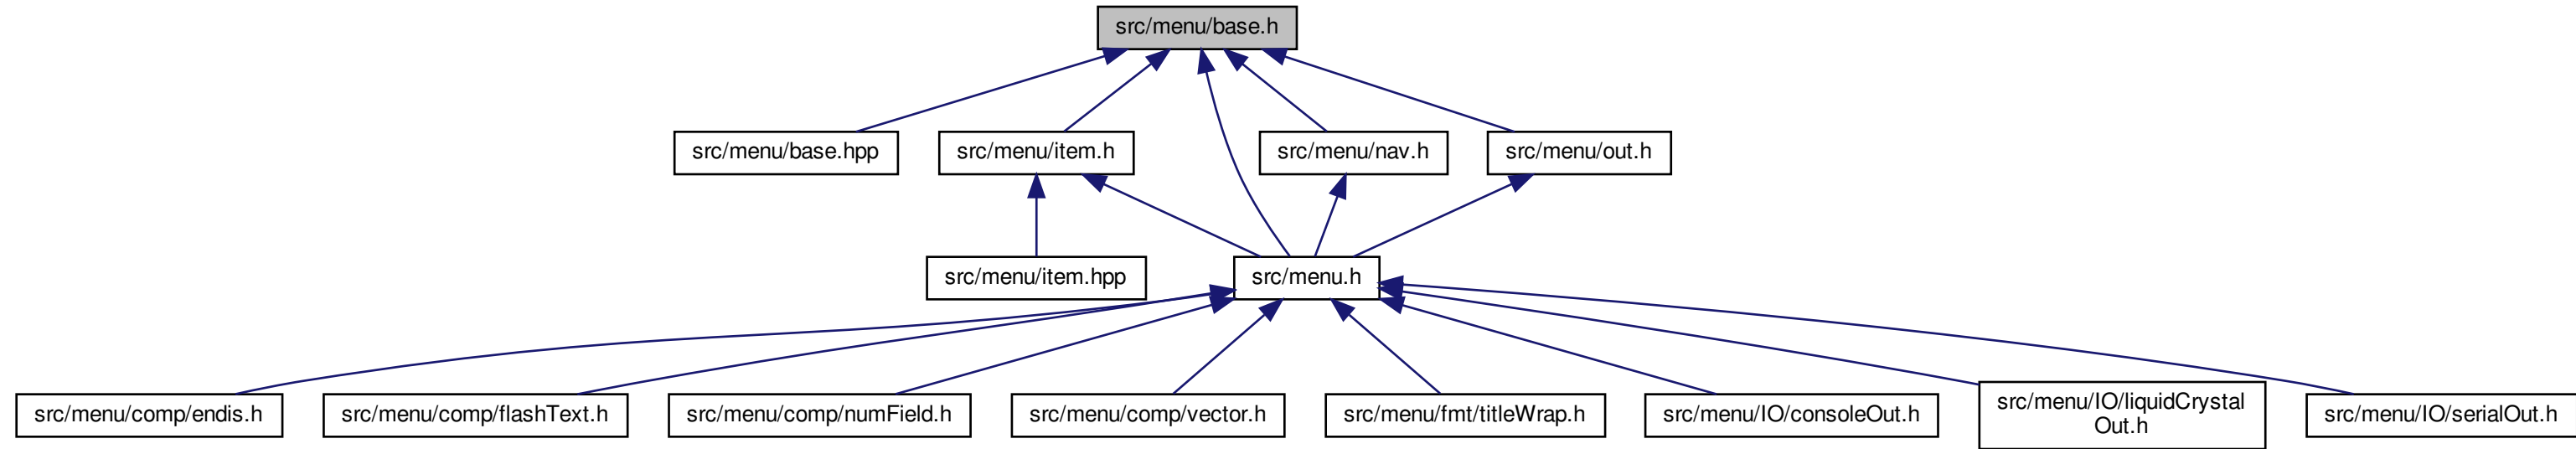 src/menu/base.h
src/menu/base.hpp
src/menu/item.h
src/menu/nav.h
src/menu/out.h
src/menu/item.hpp
src/menu.h
src/menu/comp/endis.h
src/menu/comp/flashText.h
src/menu/comp/numField.h
src/menu/comp/vector.h
src/menu/fmt/titleWrap.h
src/menu/IO/consoleOut.h
src/menu/IO/liquidCrystal
Out.h
src/menu/IO/serialOut.h